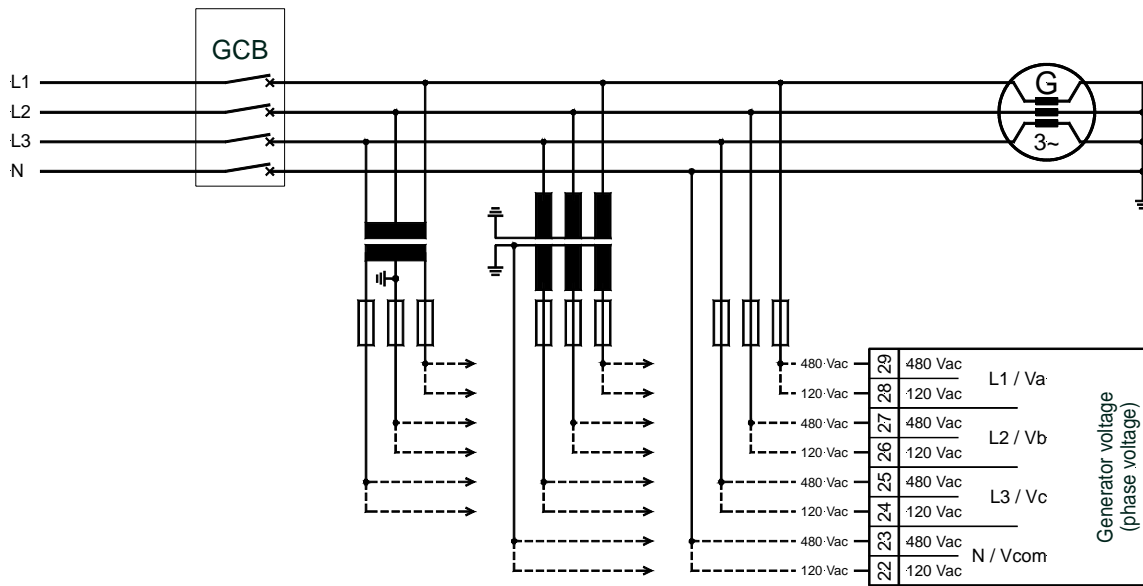 GCB
L1
L2
L3
N
G
3~
480 Vac 29 480 Vac
L1 / Va
120 Vac 28 120 Vac
480 Vac 27 480 Vac
L2 / Vb
120 Vac 26 120 Vac
480 Vac 25 480 Vac
L3 / Vc
120 Vac 24 120 Vac
480 Vac 23 480 Vac
N / Vcom
120 Vac 22 120 Vac
Generator voltage
(phase voltage)